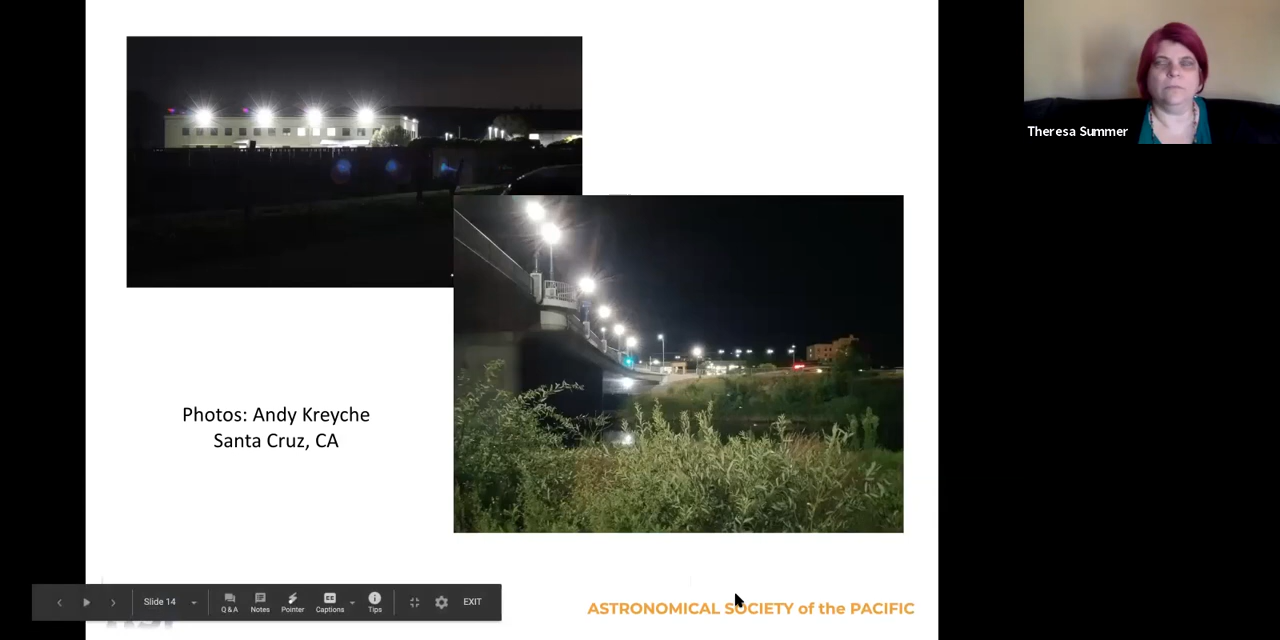 Theresa Summer
Photos: Andy Kreyche
Santa Cruz, CA
Slide 14
Q & A
Notes
Pointer
Captions
Tips
EXIT
ASTRONOMICAL SOCIETY of the PACIFIC